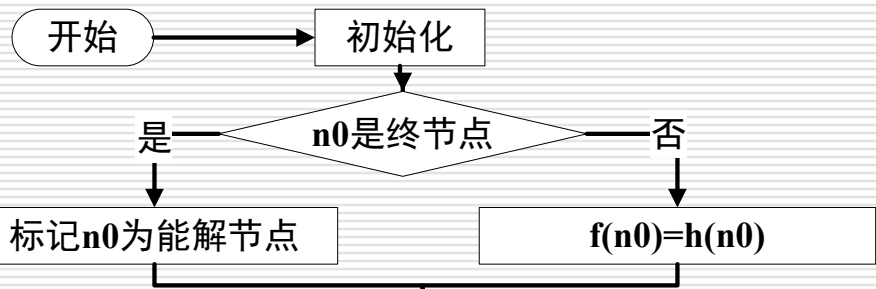 开始
初始化
n0是终节点
是
否
标记n0为能解节点
f(n0)=h(n0)